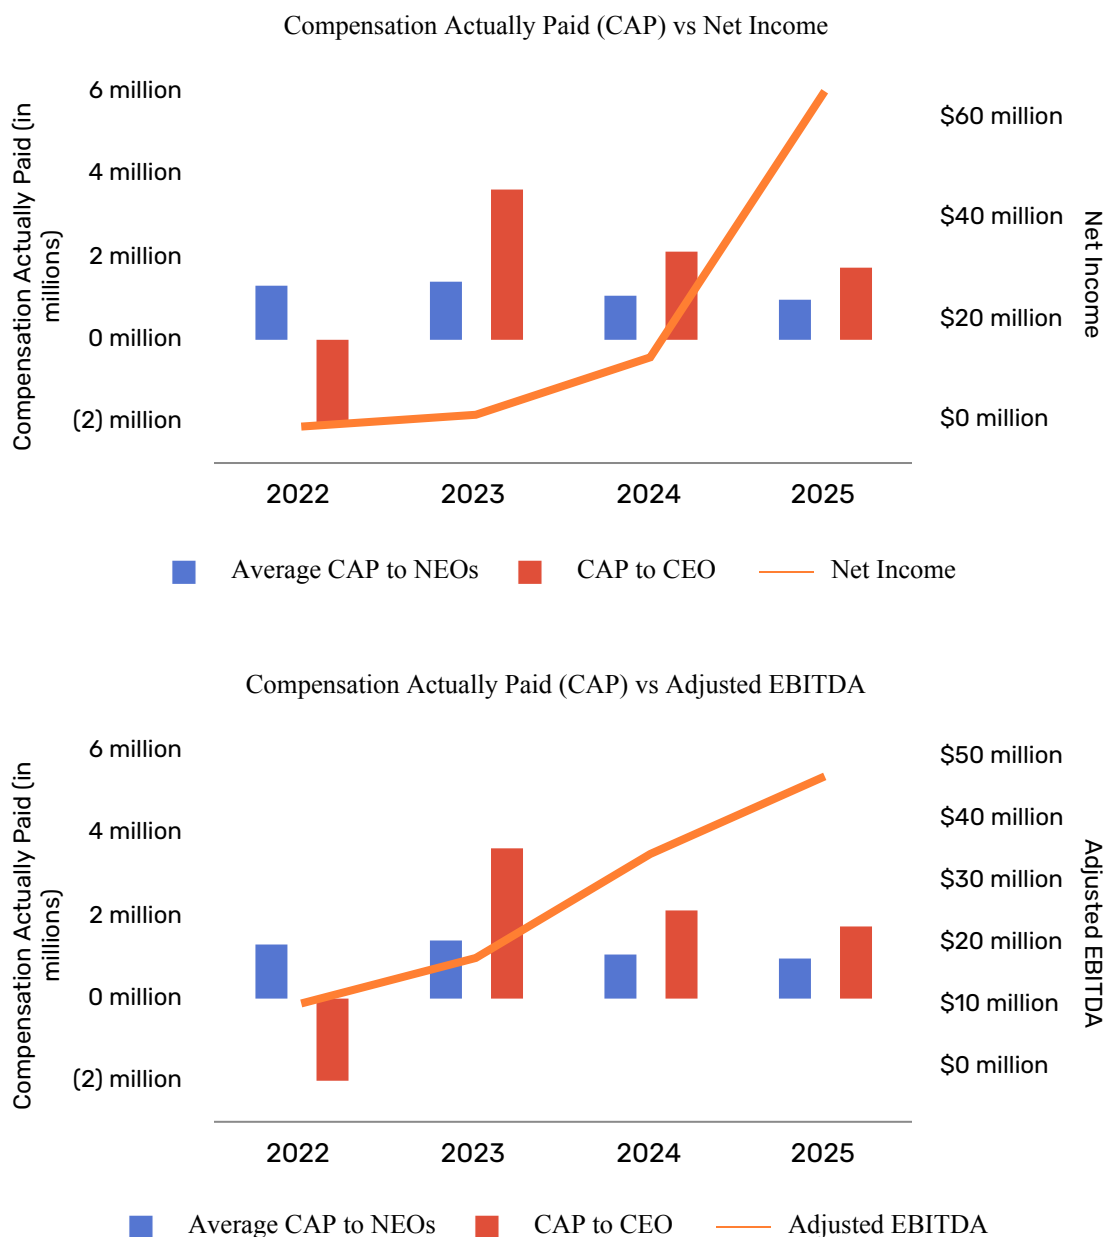 Compensation Actually Paid (CAP) vs Net Income
Compensation Actually Paid (in
millions)
6 million
4 million
2 million
0 million
(2) million
$60 million
$40 million
$20 million
$0 million
Net Income
2022 2023 2024 2025
Average CAP to NEOs CAP to CEO Net Income
Compensation Actually Paid (CAP) vs Adjusted EBITDA
Compensation Actually Paid (in
millions)
6 million
4 million
2 million
0 million
(2) million
$50 million
$40 million
$30 million
$20 million
$10 million
$0 million
Adjusted EBITDA
2022 2023 2024 2025
Average CAP to NEOs CAP to CEO Adjusted EBITDA